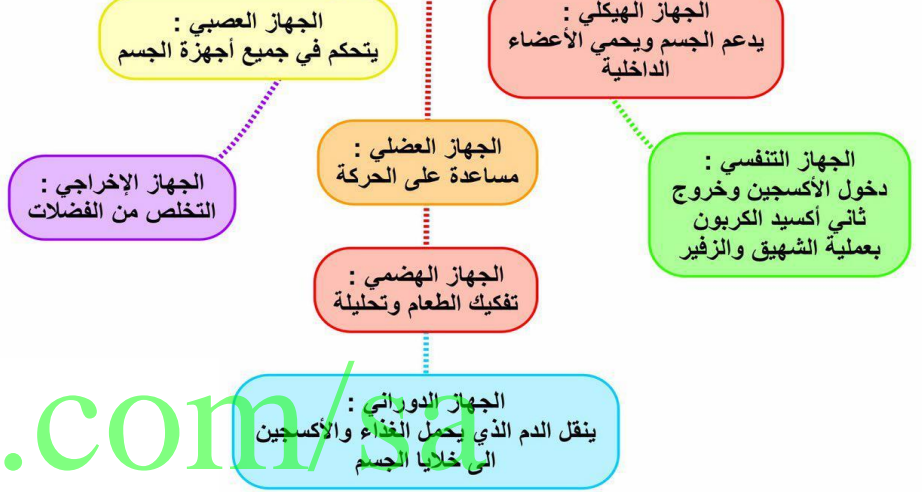 الجهاز الهيكلي :
يدعم الجسم ويحمي الأعضاء
الداخلية
الجهاز العصبي :
يتحكم في جميع أجهزة الجسم
الجهاز التنفسي :
دخول الأكسجين وخروج
ثاني أكسيد الكربون
بعملية الشهيق والزفير
الجهاز العضلي :
مساعدة على الحركة
الجهاز الإخراجي :
التخلص من الفضلات
الجهاز الهضمي :
تفكيك الطعام وتحليلة
الجهاز الدوراني :
ينقل الدم الذي يحمل الغذاء والأكسجين
الى خلايا الجسم
.com/sa